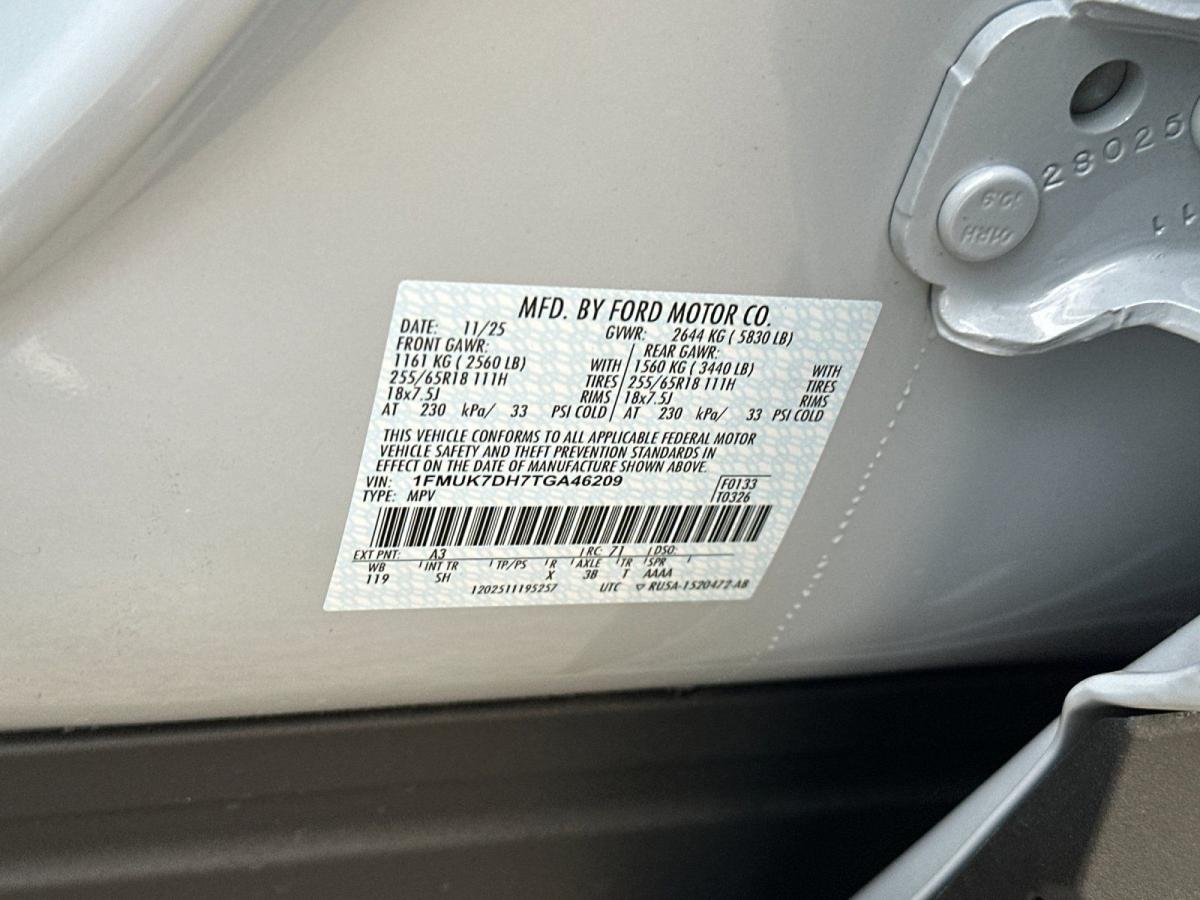 MFD. BY FORD MOTOR CO.
DATE: 11/25 GVWR: 2644 KG ( 5830 LB)
FRONT GAWR: REAR GAWR:
1161 KG ( 2560 LB) WITH 1560 KG ( 3440 LB) WITH
255/65R18 111H TIRES 255/65R18 111H TIRES
18x7.5J RIMS 18x7.5J RIMS
AT 230 kPa/ 33 PSI COLD AT 230 kPa/ 33 PSI COLD
THIS VEHICLE CONFORMS TO ALL APPLICABLE FEDERAL MOTOR
VEHICLE SAFETY AND THEFT PREVENTION STANDARDS IN
EFFECT ON THE DATE OF MANUFACTURE SHOWN ABOVE.
VIN: 1FMUK7DH7TGA46209 F0133
TYPE: MPV T0326
EXT PNT: A3 RC: 71 DSO:
WB INT TR TP/PS R AXLE TR SPR
119 SH X 3B T AAAA
1202511195257 UTC ▽ RU5A-1520472-AB
28025
11